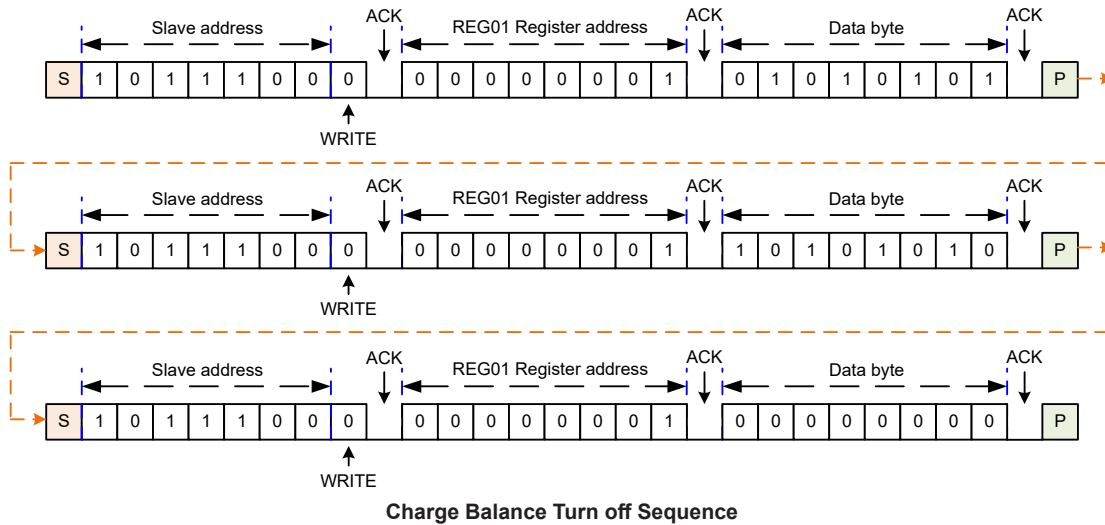 ACK ACK ACK
Slave address REG01 Register address Data byte
S 1 0 1 1 1 0 0 0 0 0 0 0 0 0 0 1 0 1 0 1 0 1 0 1 P
WRITE
ACK ACK ACK
Slave address REG01 Register address Data byte
S 1 0 1 1 1 0 0 0 0 0 0 0 0 0 0 1 1 0 1 0 1 0 1 0 P
WRITE
ACK ACK ACK
Slave address REG01 Register address Data byte
S 1 0 1 1 1 0 0 0 0 0 0 0 0 0 0 1 0 0 0 0 0 0 0 0 P
WRITE
Charge Balance Turn off Sequence